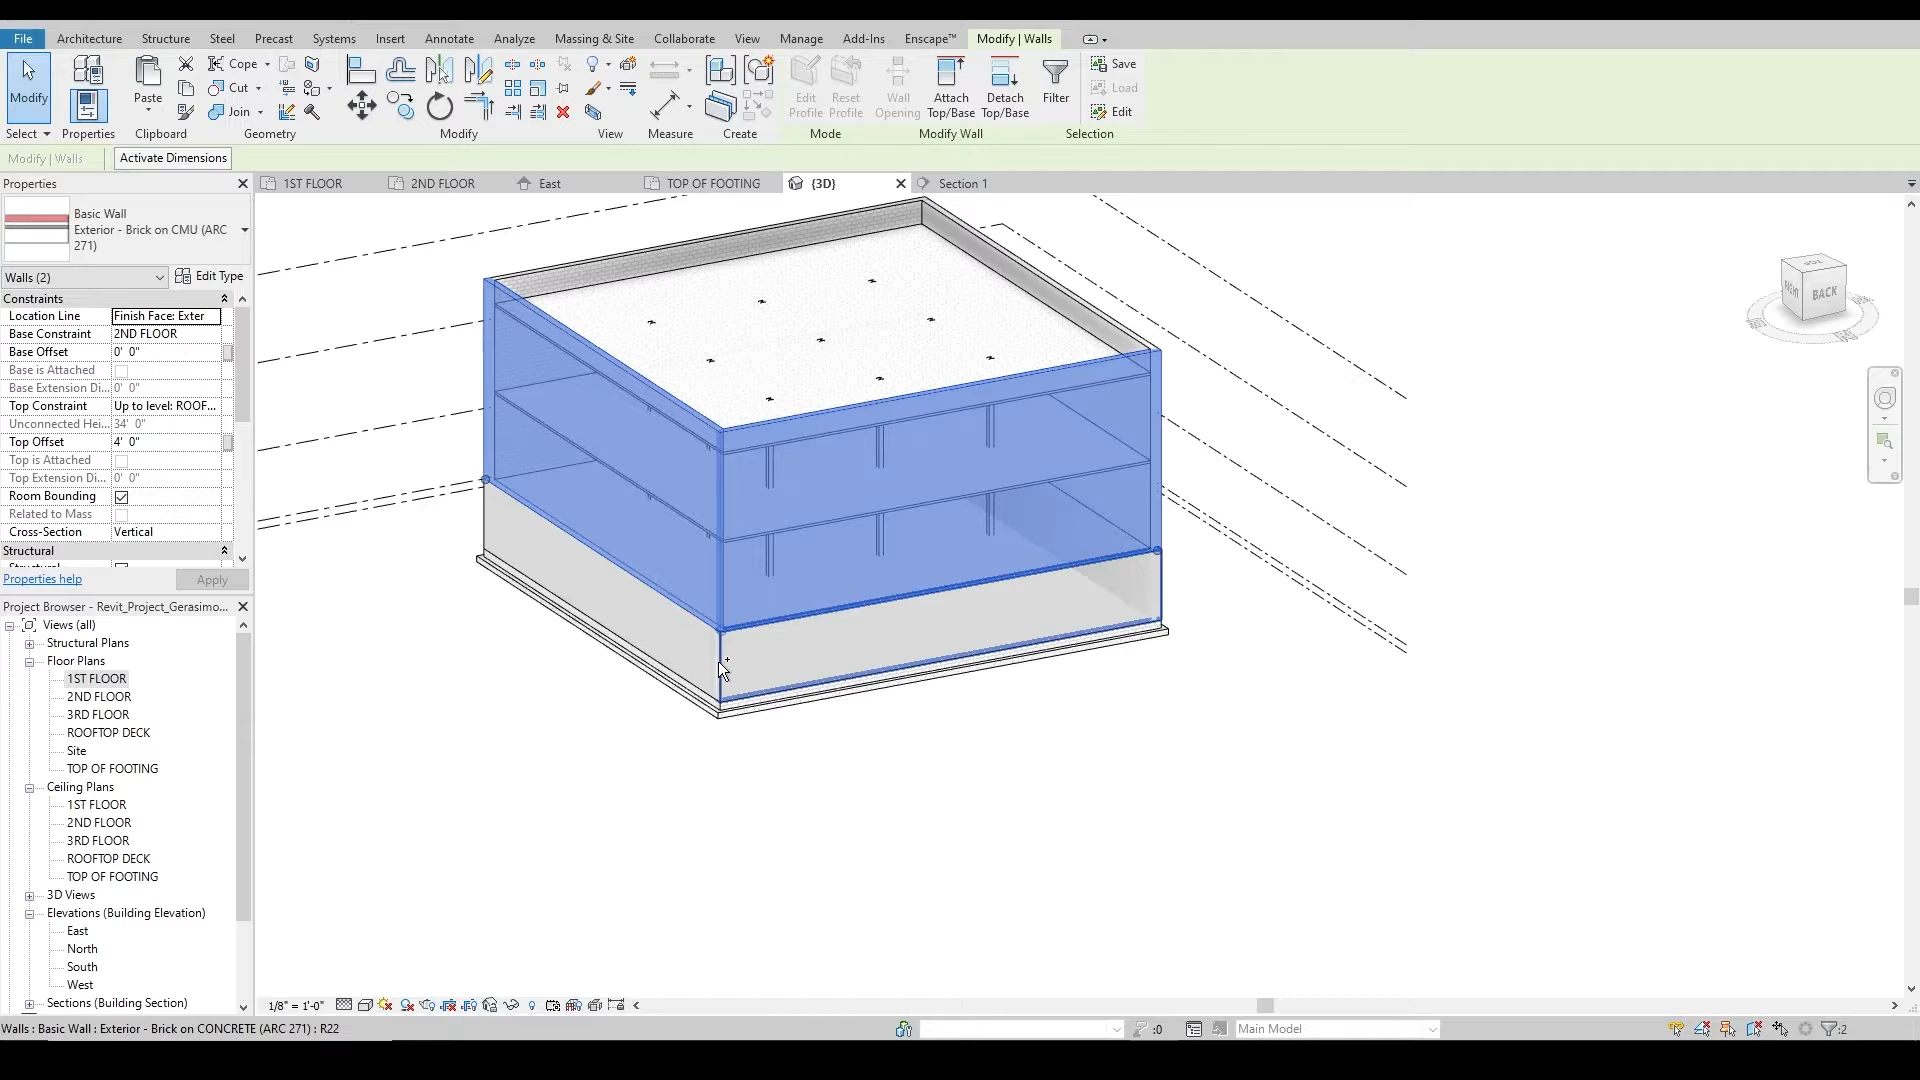 File Architecture Structure Steel Precast Systems Insert Annotate Analyze Massing & Site Collaborate View Manage Add-Ins Enscape™ Modify | Walls
Modify
Select
Properties
Paste
Clipboard
Cope
Cut
Join
Geometry
Modify
View
Measure
Create
Edit Profile
Reset Profile
Mode
Wall Opening
Attach Top/Base
Detach Top/Base
Modify Wall
Filter
Save
Load
Edit
Selection
Modify | Walls
Activate Dimensions
Properties
1ST FLOOR
2ND FLOOR
East
TOP OF FOOTING
{3D}
Section 1
Basic Wall
Exterior - Brick on CMU (ARC
271)
Walls (2)
Edit Type
Constraints
Location Line Finish Face: Exter
Base Constraint 2ND FLOOR
Base Offset 0' 0"
Base is Attached
Base Extension Di... 0' 0"
Top Constraint Up to level: ROOF...
Unconnected Hei... 34' 0"
Top Offset 4' 0"
Top is Attached
Top Extension Di... 0' 0"
Room Bounding
Related to Mass
Cross-Section Vertical
Structural
Properties help
Apply
Project Browser - Revit_Project_Gerasimo...
Views (all)
Structural Plans
Floor Plans
1ST FLOOR
2ND FLOOR
3RD FLOOR
ROOFTOP DECK
Site
TOP OF FOOTING
Ceiling Plans
1ST FLOOR
2ND FLOOR
3RD FLOOR
ROOFTOP DECK
TOP OF FOOTING
3D Views
Elevations (Building Elevation)
East
North
South
West
Sections (Building Section)
TOP
RIGHT
BACK
1/8" = 1'-0"
Walls : Basic Wall : Exterior - Brick on CONCRETE (ARC 271) : R22
:0
Main Model
:2